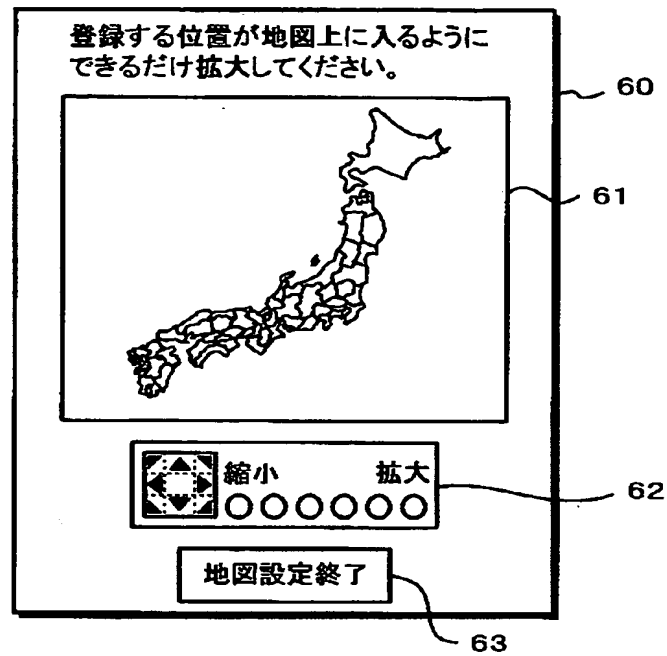 登録する位置が地図上に入るように
できるだけ拡大してください。
60
61
縮小 拡大
62
地図設定終了
63